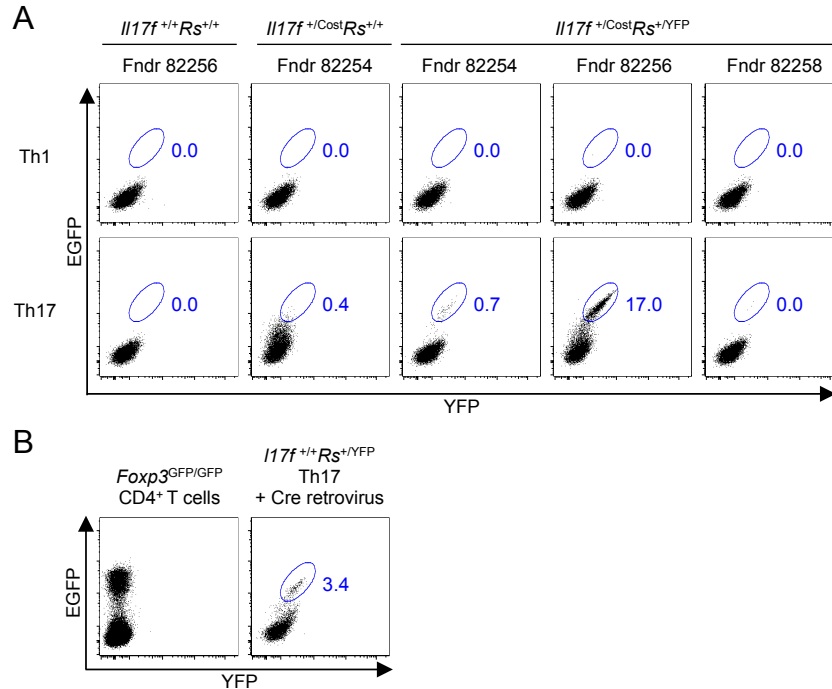 A
Il17f +/+Rs+/+
Il17f +/CostRs+/+
Il17f +/CostRs+/YFP
Fndr 82256
Fndr 82254
Fndr 82254
Fndr 82256
Fndr 82258
Th1
0.0
0.0
0.0
0.0
0.0
Th17
0.0
0.4
0.7
17.0
0.0
EGFP
YFP
B
Foxp3GFP/GFP
CD4+ T cells
I17f +/+Rs+/YFP
Th17
+ Cre retrovirus
3.4
EGFP
YFP